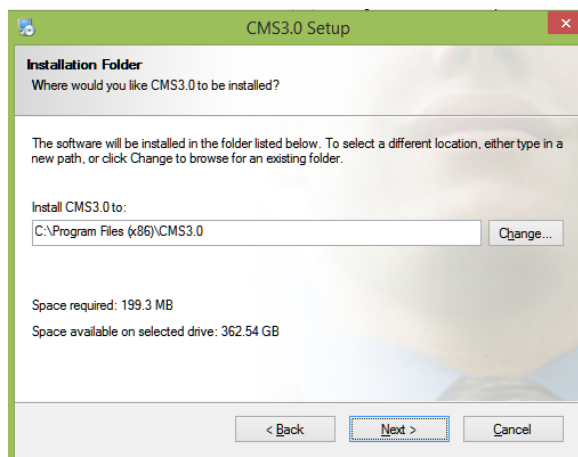 CMS3.0 Setup
Installation Folder
Where would you like CMS3.0 to be installed?
The software will be installed in the folder listed below. To select a different location, either type in a
new path, or click Change to browse for an existing folder.
Install CMS3.0 to:
C:\Program Files (x86)\CMS3.0
Change...
Space required: 199.3 MB
Space available on selected drive: 362.54 GB
< Back
Next >
Cancel